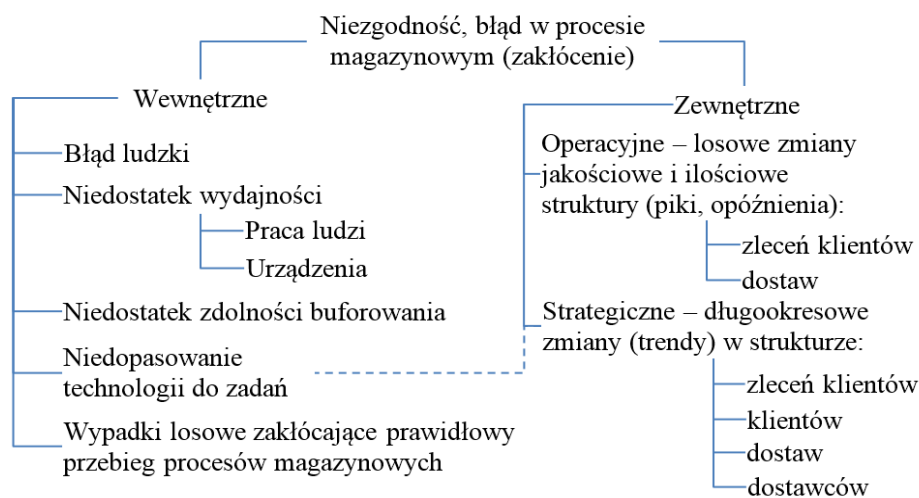 Niezgodność, błąd w procesie
magazynowym (zakłócenie)
Wewnętrzne
Błąd ludzki
Niedostatek wydajności
Praca ludzi
Urządzenia
Niedostatek zdolności buforowania
Niedopasowanie
technologii do zadań
Wypadki losowe zakłócające prawidłowy
przebieg procesów magazynowych
Zewnętrzne
Operacyjne – losowe zmiany
jakościowe i ilościowe
struktury (piki, opóźnienia):
zleceń klientów
dostaw
Strategiczne – długookresowe
zmiany (trendy) w strukturze:
zleceń klientów
klientów
dostaw
dostawców